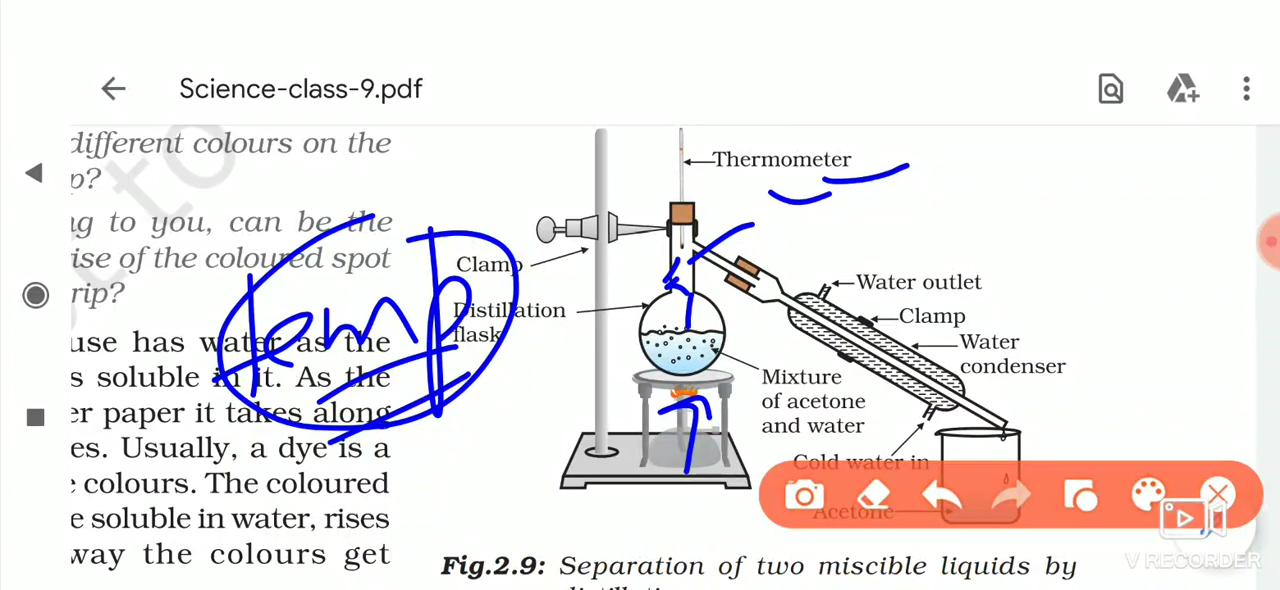 Science-class-9.pdf
different colours on the
p?
ng to you, can be the
rise of the coloured spot
rip?
use has water as the
s soluble in it. As the
er paper it takes along
es. Usually, a dye is a
colours. The coloured
e soluble in water, rises
way the colours get
Thermometer
Clamp
Distillation
flask
temp
Water outlet
Clamp
Water
condenser
Mixture
of acetone
and water
Cold water in
Acetone
Fig.2.9: Separation of two miscible liquids by
V RECORDER